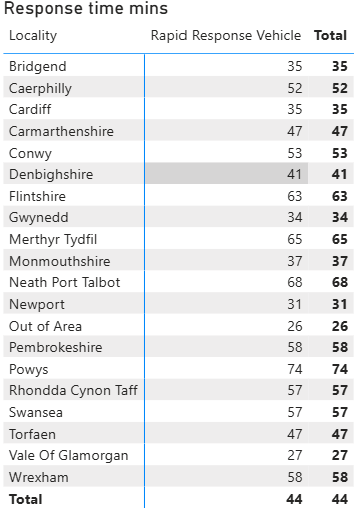 Response time mins
Locality Rapid Response Vehicle Total
Bridgend 35 35
Caerphilly 52 52
Cardiff 35 35
Carmarthenshire 47 47
Conwy 53 53
Denbighshire 41 41
Flintshire 63 63
Gwynedd 34 34
Merthyr Tydfil 65 65
Monmouthshire 37 37
Neath Port Talbot 68 68
Newport 31 31
Out of Area 26 26
Pembrokeshire 58 58
Powys 74 74
Rhondda Cynon Taff 57 57
Swansea 57 57
Torfaen 47 47
Vale Of Glamorgan 27 27
Wrexham 58 58
Total 44 44